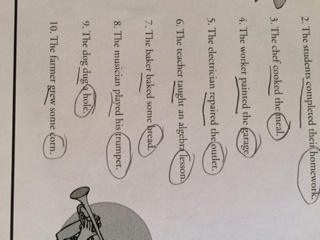 2. The students completed their homework.
3. The chef cooked the meal.
4. The worker painted the garage.
5. The electrician repaired the outlet.
6. The teacher taught an algebra lesson.
7. The baker baked some bread.
8. The musician played his trumpet.
9. The dog dug a hole.
10. The farmer grew some corn.